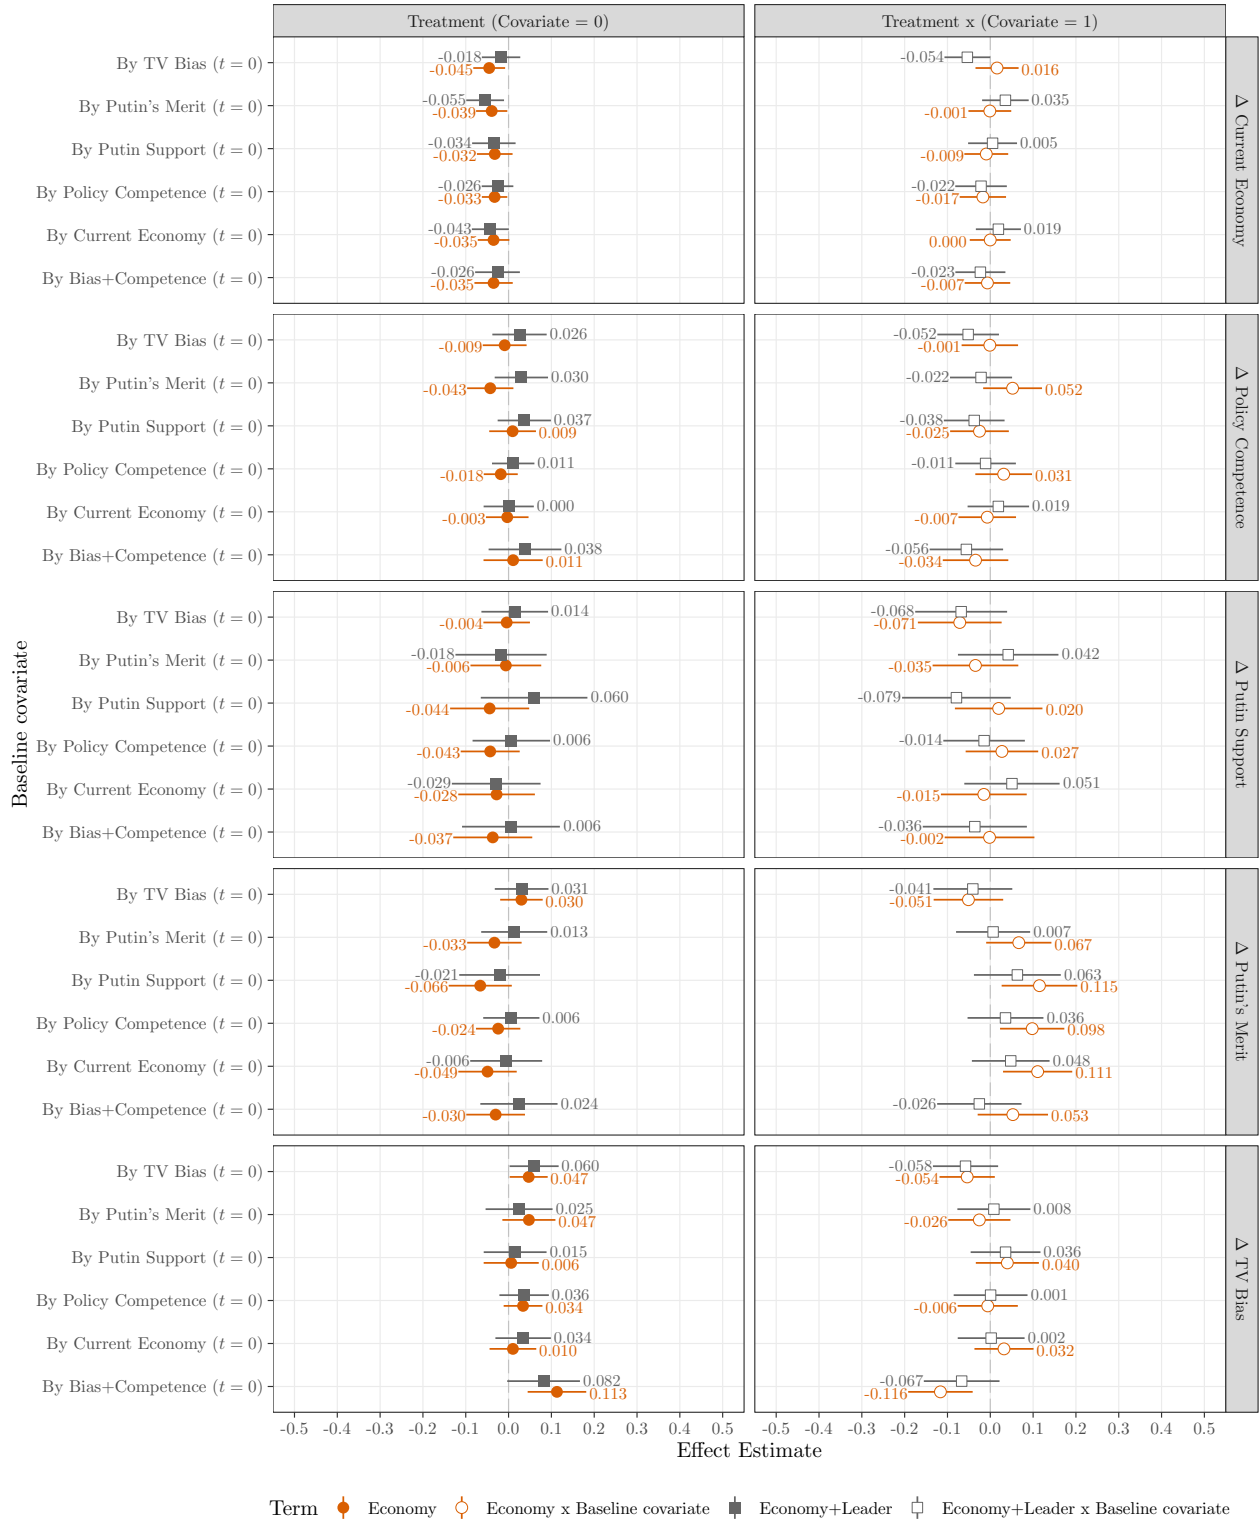 Treatment (Covariate = 0)
Treatment x (Covariate = 1)
Baseline covariate
Δ Current Economy
By TV Bias (t = 0)
-0.018
-0.045
-0.054
0.016
By Putin's Merit (t = 0)
-0.055
-0.039
0.035
-0.001
By Putin Support (t = 0)
-0.034
-0.032
0.005
-0.009
By Policy Competence (t = 0)
-0.026
-0.033
-0.022
-0.017
By Current Economy (t = 0)
-0.043
-0.035
0.019
0.000
By Bias+Competence (t = 0)
-0.026
-0.035
-0.023
-0.007
Δ Policy Competence
By TV Bias (t = 0)
0.026
-0.009
-0.052
-0.001
By Putin's Merit (t = 0)
0.030
-0.043
-0.022
0.052
By Putin Support (t = 0)
0.037
0.009
-0.038
-0.025
By Policy Competence (t = 0)
0.011
-0.018
-0.011
0.031
By Current Economy (t = 0)
0.000
-0.003
0.019
-0.007
By Bias+Competence (t = 0)
0.038
0.011
-0.056
-0.034
Δ Putin Support
By TV Bias (t = 0)
0.014
-0.004
-0.068
-0.071
By Putin's Merit (t = 0)
-0.018
-0.006
0.042
-0.035
By Putin Support (t = 0)
0.060
-0.044
-0.079
0.020
By Policy Competence (t = 0)
0.006
-0.043
-0.014
0.027
By Current Economy (t = 0)
-0.029
-0.028
0.051
-0.015
By Bias+Competence (t = 0)
0.006
-0.037
-0.036
-0.002
Δ Putin's Merit
By TV Bias (t = 0)
0.031
0.030
-0.041
-0.051
By Putin's Merit (t = 0)
0.013
-0.033
0.007
0.067
By Putin Support (t = 0)
-0.021
-0.066
0.063
0.115
By Policy Competence (t = 0)
0.006
-0.024
0.036
0.098
By Current Economy (t = 0)
-0.006
-0.049
0.048
0.111
By Bias+Competence (t = 0)
0.024
-0.030
-0.026
0.053
Δ TV Bias
By TV Bias (t = 0)
0.060
0.047
-0.058
-0.054
By Putin's Merit (t = 0)
0.025
0.047
0.008
-0.026
By Putin Support (t = 0)
0.015
0.006
0.036
0.040
By Policy Competence (t = 0)
0.036
0.034
0.001
-0.006
By Current Economy (t = 0)
0.034
0.010
0.002
0.032
By Bias+Competence (t = 0)
0.082
0.113
-0.067
-0.116
-0.5 -0.4 -0.3 -0.2 -0.1 0.0 0.1 0.2 0.3 0.4 0.5
-0.5 -0.4 -0.3 -0.2 -0.1 0.0 0.1 0.2 0.3 0.4 0.5
Effect Estimate
Term Economy Economy x Baseline covariate Economy+Leader Economy+Leader x Baseline covariate